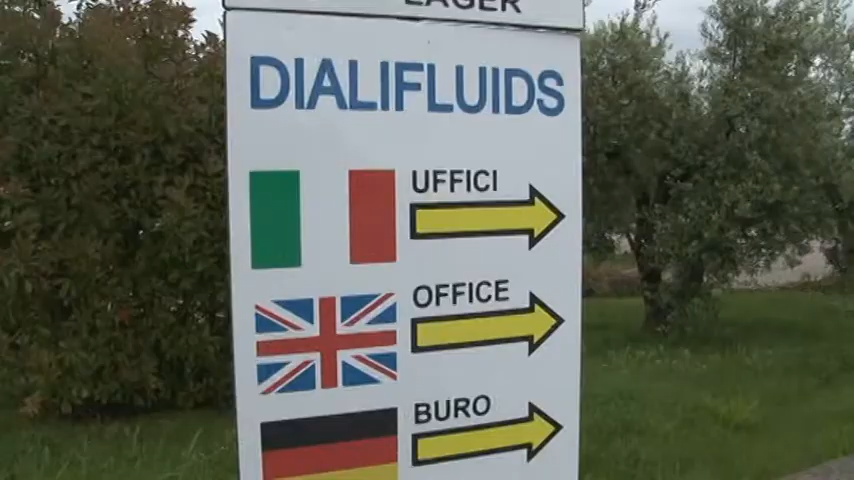 LAGER
DIALIFLUIDS
UFFICI
OFFICE
BURO